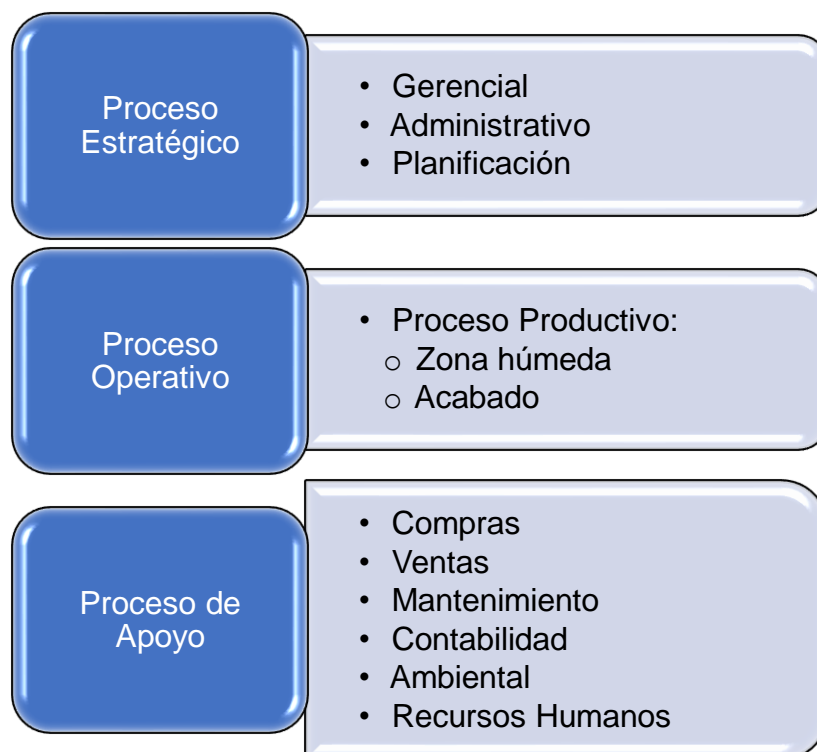 Proceso
Estratégico
• Gerencial
• Administrativo
• Planificación
Proceso
Operativo
• Proceso Productivo:
o Zona húmeda
o Acabado
Proceso de
Apoyo
• Compras
• Ventas
• Mantenimiento
• Contabilidad
• Ambiental
• Recursos Humanos